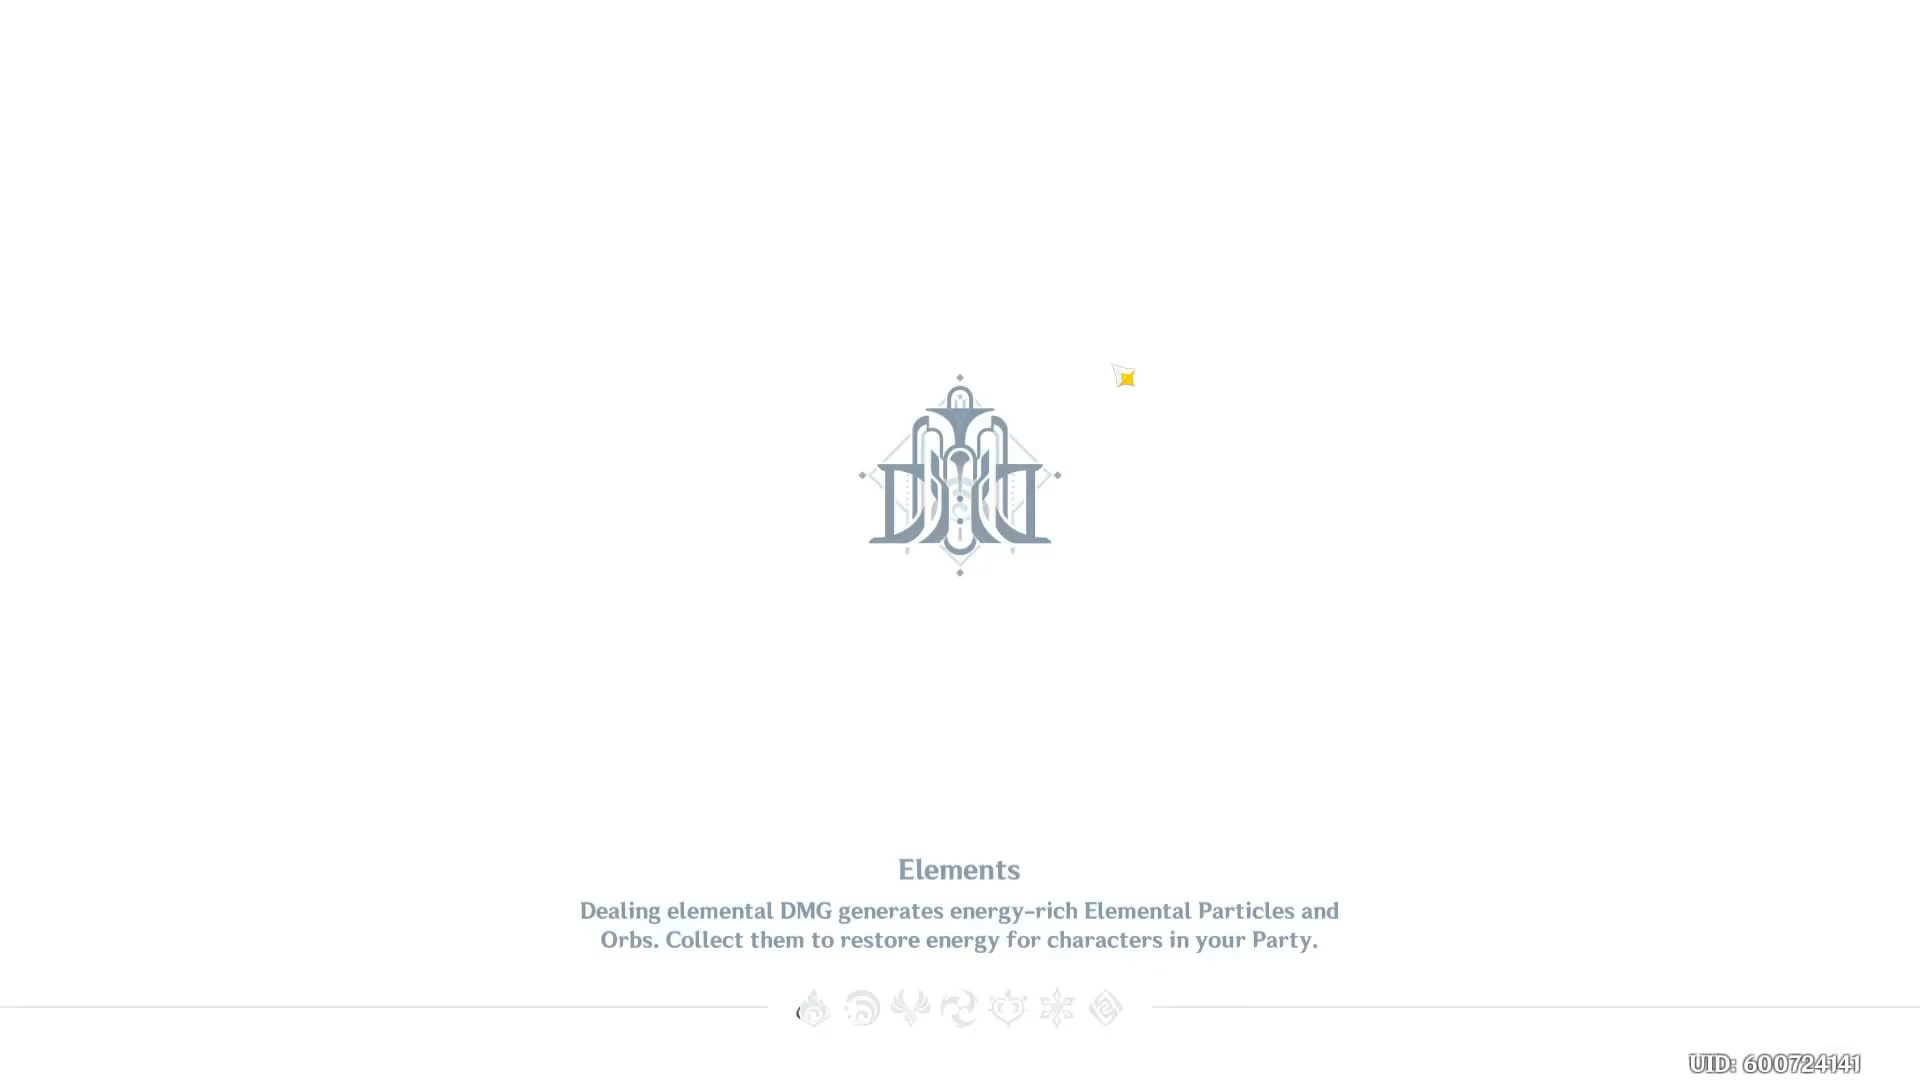 Elements
Dealing elemental DMG generates energy-rich Elemental Particles and
Orbs. Collect them to restore energy for characters in your Party.
UID: 600724141